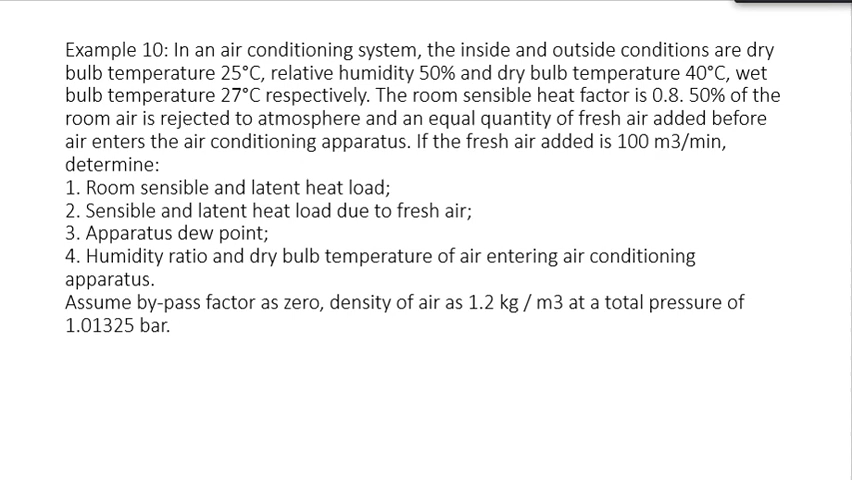 Example 10: In an air conditioning system, the inside and outside conditions are dry
bulb temperature 25°C, relative humidity 50% and dry bulb temperature 40°C, wet
bulb temperature 27°C respectively. The room sensible heat factor is 0.8. 50% of the
room air is rejected to atmosphere and an equal quantity of fresh air added before
air enters the air conditioning apparatus. If the fresh air added is 100 m3/min,
determine:
1. Room sensible and latent heat load;
2. Sensible and latent heat load due to fresh air;
3. Apparatus dew point;
4. Humidity ratio and dry bulb temperature of air entering air conditioning
apparatus.
Assume by-pass factor as zero, density of air as 1.2 kg / m3 at a total pressure of
1.01325 bar.